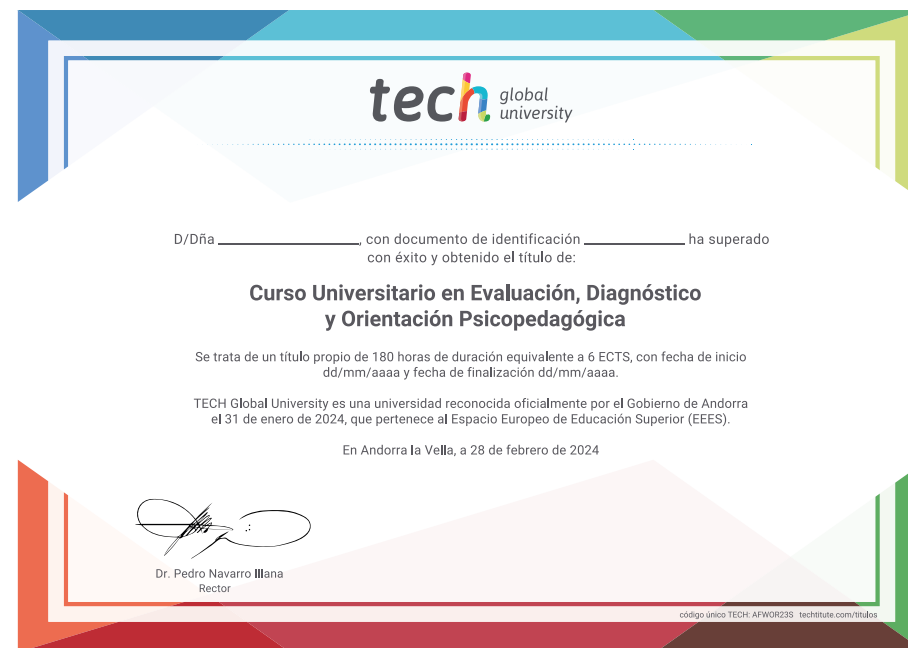 tech global university
D/Dña ____________________, con documento de identificación ______________ ha superado
con éxito y obtenido el título de:
Curso Universitario en Evaluación, Diagnóstico
y Orientación Psicopedagógica
Se trata de un título propio de 180 horas de duración equivalente a 6 ECTS, con fecha de inicio
dd/mm/aaaa y fecha de finalización dd/mm/aaaa.
TECH Global University es una universidad reconocida oficialmente por el Gobierno de Andorra
el 31 de enero de 2024, que pertenece al Espacio Europeo de Educación Superior (EEES).
En Andorra la Vella, a 28 de febrero de 2024
Dr. Pedro Navarro Illana
Rector
código único TECH: AFWOR23S techtitute.com/titulos